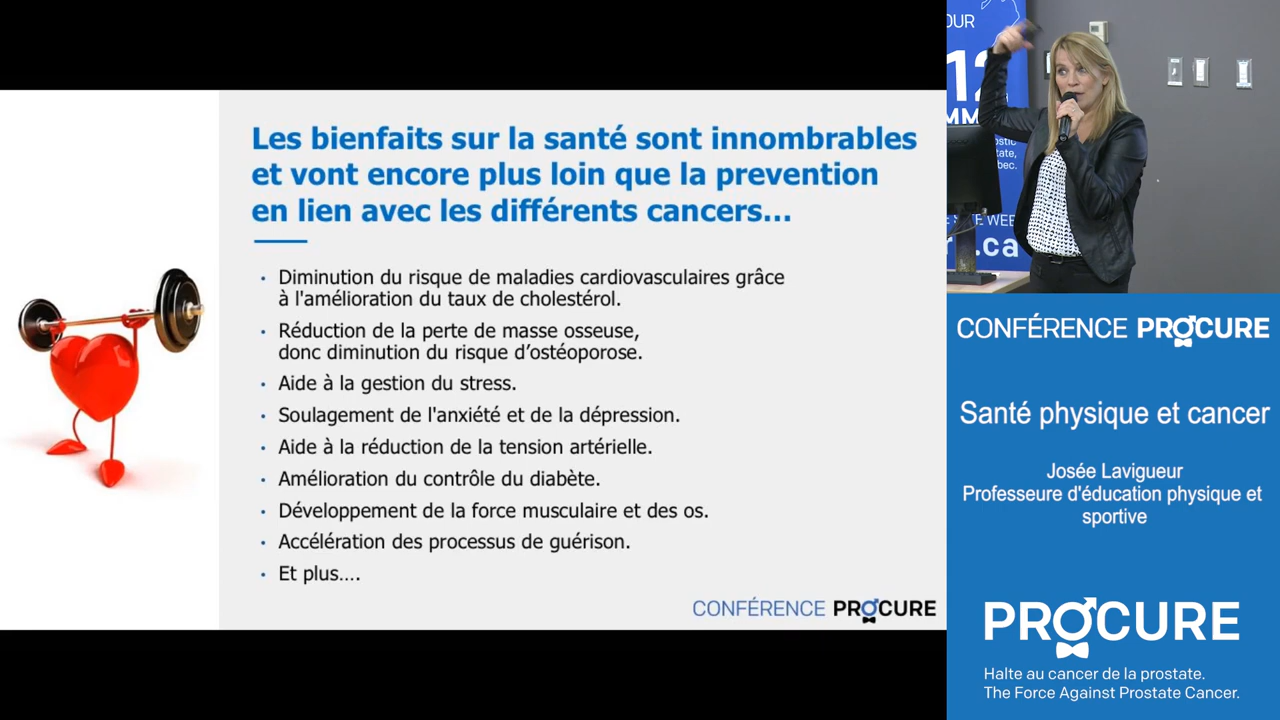 Les bienfaits sur la santé sont innombrables
et vont encore plus loin que la prevention
en lien avec les différents cancers...
• Diminution du risque de maladies cardiovasculaires grâce
à l'amélioration du taux de cholestérol.
• Réduction de la perte de masse osseuse,
donc diminution du risque d’ostéoporose.
• Aide à la gestion du stress.
• Soulagement de l'anxiété et de la dépression.
• Aide à la réduction de la tension artérielle.
• Amélioration du contrôle du diabète.
• Développement de la force musculaire et des os.
• Accélération des processus de guérison.
• Et plus….
CONFÉRENCE PROCURE
12
.ca
CONFÉRENCE PROCURE
Santé physique et cancer
Josée Lavigueur
Professeure d'éducation physique et
sportive
PROCURE
Halte au cancer de la prostate.
The Force Against Prostate Cancer.